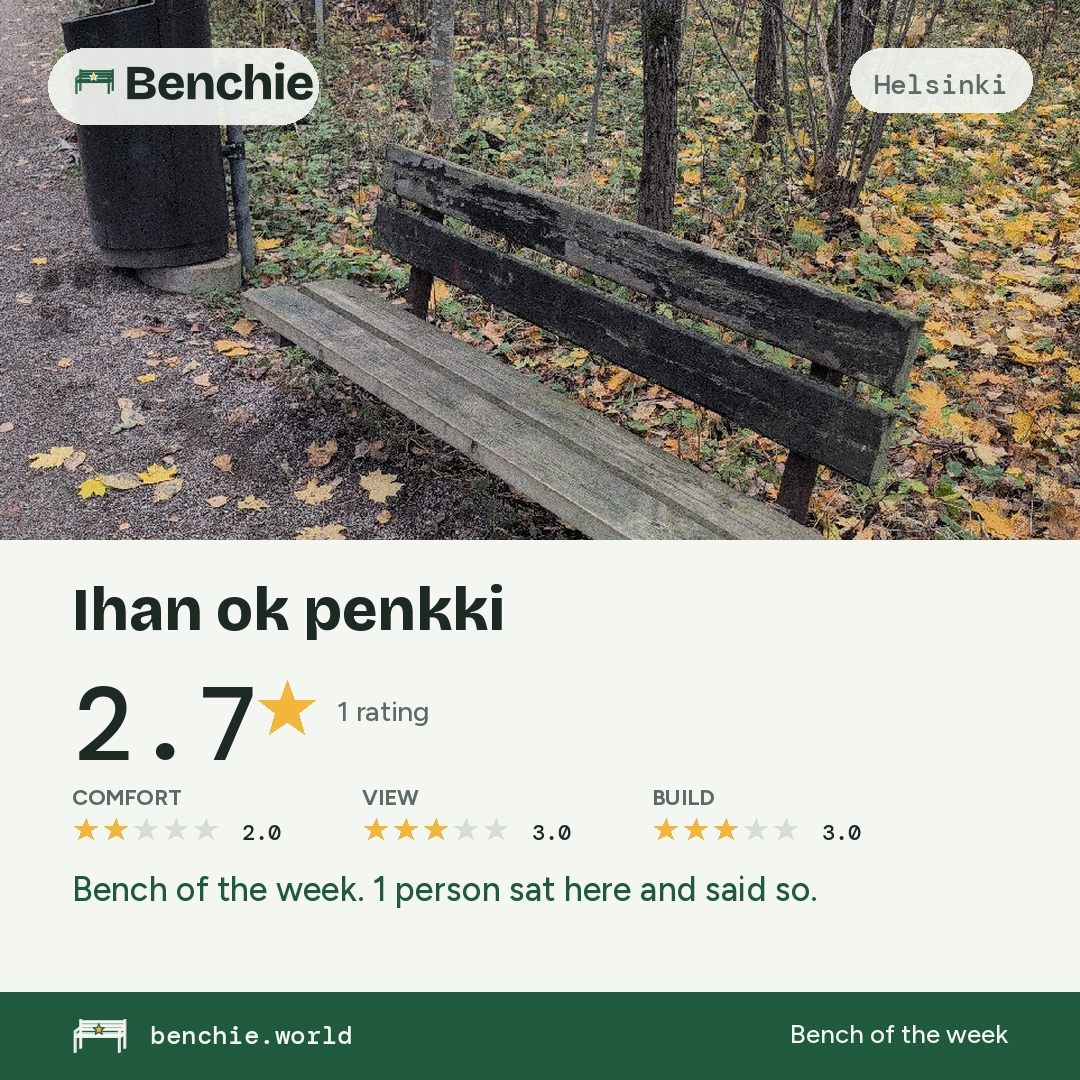 Benchie
Helsinki
Ihan ok penkki
2.7 1 rating
COMFORT VIEW BUILD
2.0 3.0 3.0
Bench of the week. 1 person sat here and said so.
benchie.world
Bench of the week